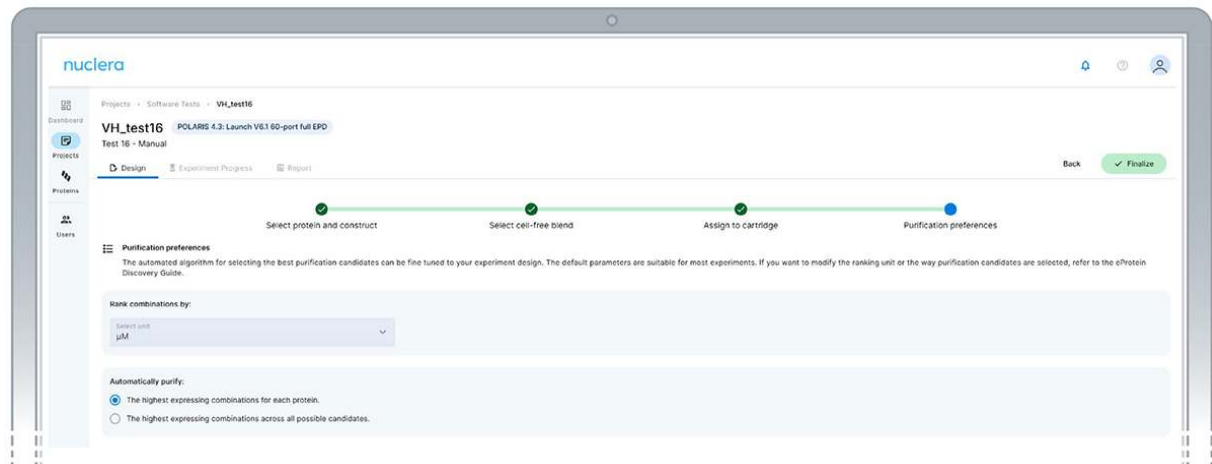 nuclera
Dashboard
Projects
Proteins
Users
Projects › Software Tests › VH_test16
VH_test16 POLARIS 4.3: Launch V6.1 60-port full EPD
Test 16 - Manual
Design Experiment Progress Report Back Finalize
Select protein and construct Select cell-free blend Assign to cartridge Purification preferences
Purification preferences
The automated algorithm for selecting the best purification candidates can be fine tuned to your experiment design. The default parameters are suitable for most experiments. If you want to modify the ranking unit or the way purification candidates are selected, refer to the eProtein
Discovery Guide.
Rank combinations by:
Select unit
µM
Automatically purify:
The highest expressing combinations for each protein.
The highest expressing combinations across all possible candidates.